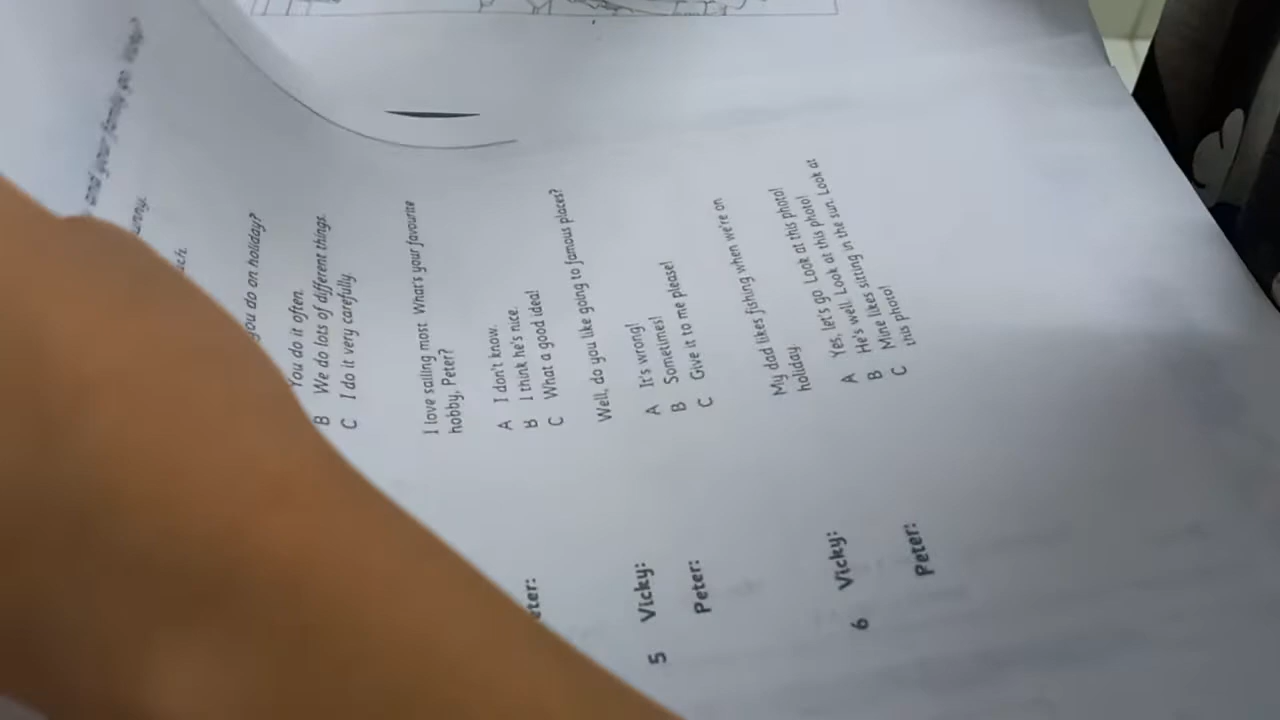 and your family go
you do on holiday?
You do it often.
B We do lots of different things.
C I do it very carefully.
I love sailing most. What's your favourite
hobby, Peter?
A I don't know.
B I think he's nice.
C What a good idea!
5 Vicky: Well, do you like going to famous places?
Peter: A It's wrong!
B Sometimes!
C Give it to me please!
6 Vicky: My dad likes fishing when we're on
holiday.
Peter: A Yes, let's go. Look at this photo!
B He's well. Look at this photo!
C Mine likes sitting in the sun. Look at
this photo!